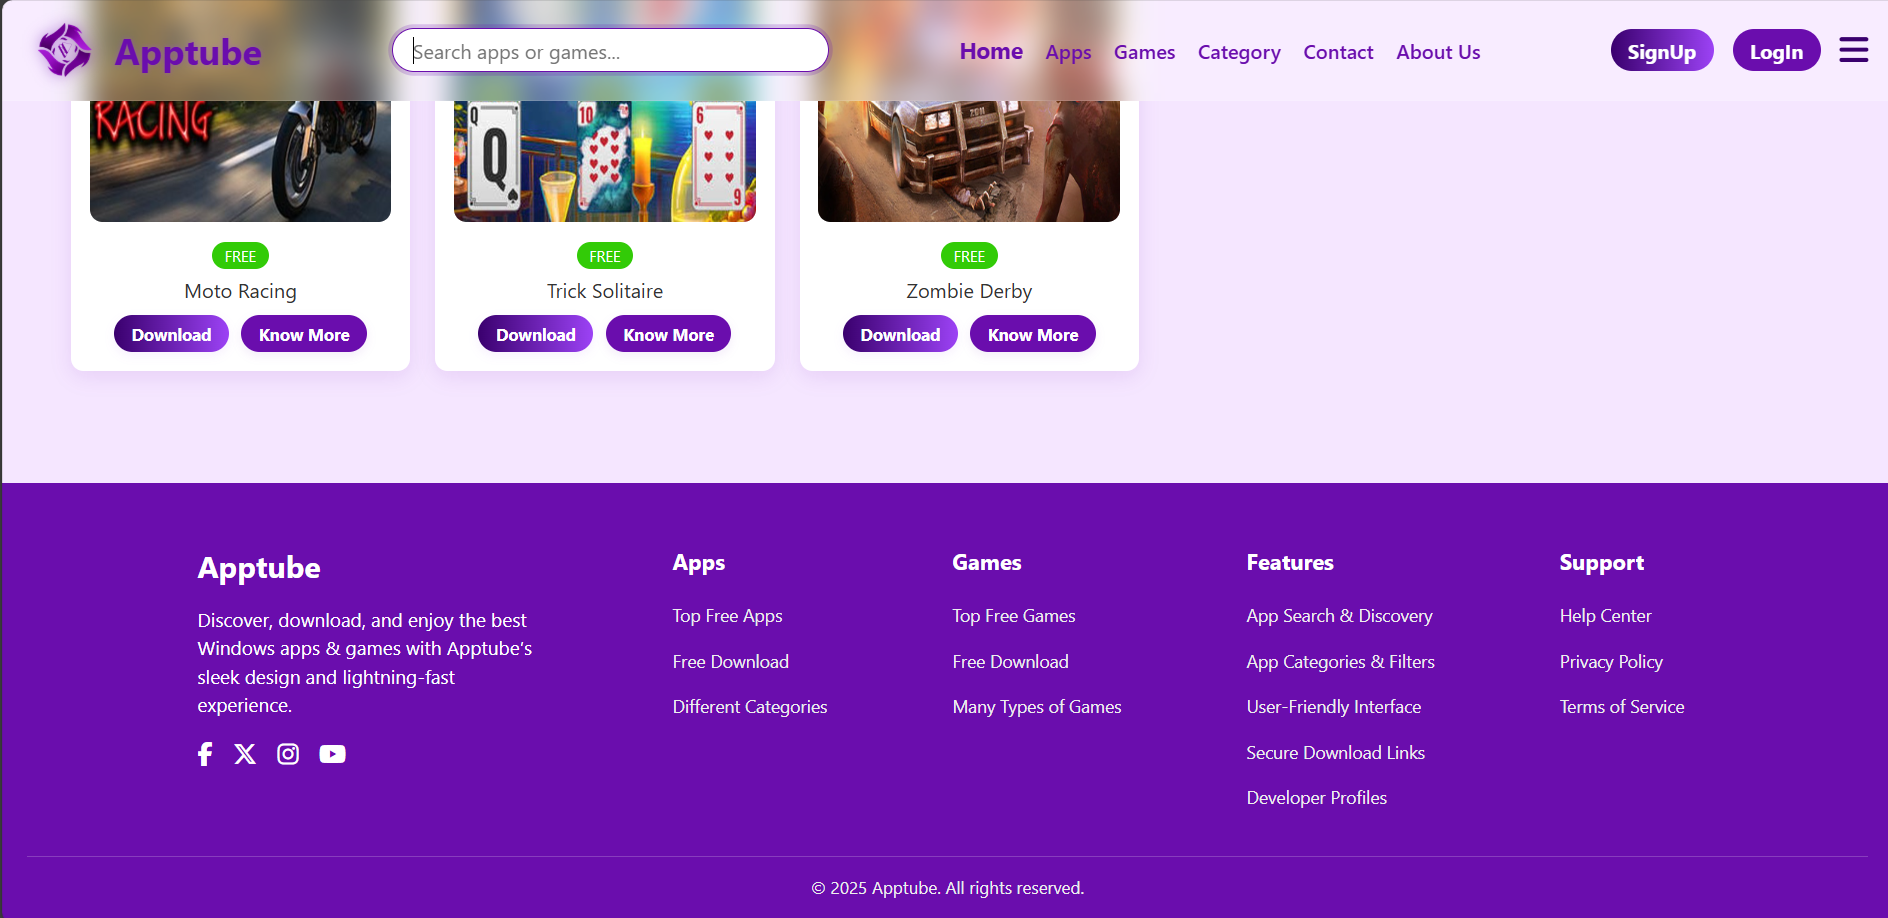 Apptube
Search apps or games...
Home Apps Games Category Contact About Us
SignUp LogIn
RACING
Q 10 6
Q
6
ZOM
FREE FREE FREE
Moto Racing Trick Solitaire Zombie Derby
Download Know More Download Know More Download Know More
Apptube
Discover, download, and enjoy the best
Windows apps & games with Apptube's
sleek design and lightning-fast
experience.
Apps
Top Free Apps
Free Download
Different Categories
Games
Top Free Games
Free Download
Many Types of Games
Features
App Search & Discovery
App Categories & Filters
User-Friendly Interface
Secure Download Links
Developer Profiles
Support
Help Center
Privacy Policy
Terms of Service
© 2025 Apptube. All rights reserved.